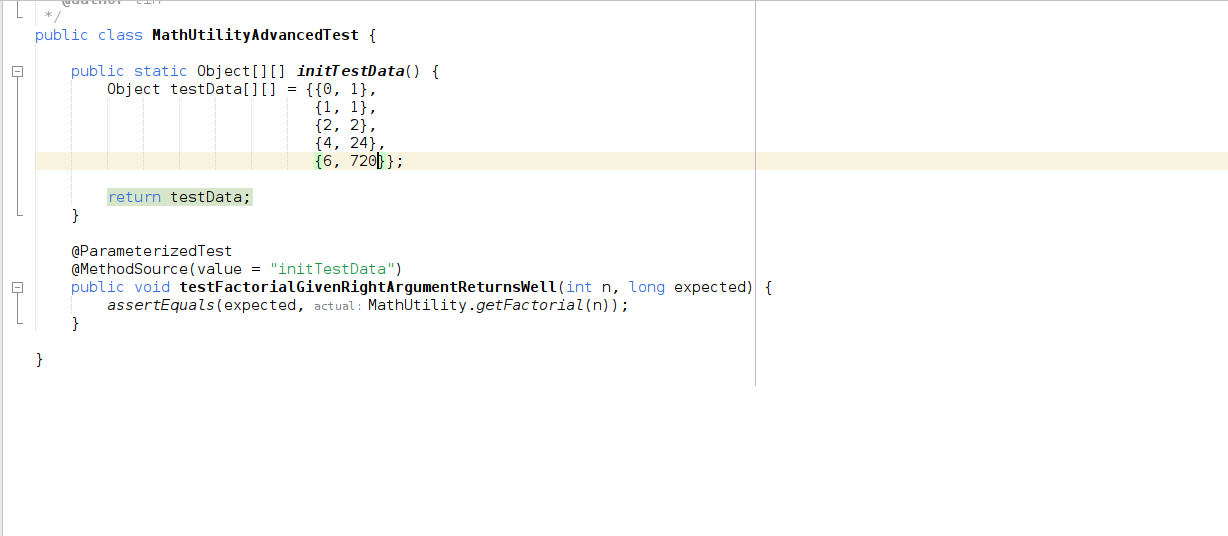 */
public class MathUtilityAdvancedTest {
public static Object[][] initTestData() {
Object testData[][] = {{0, 1},
{1, 1},
{2, 2},
{4, 24},
{6, 720}};
return testData;
}
@ParameterizedTest
@MethodSource(value = "initTestData")
public void testFactorialGivenRightArgumentReturnsWell(int n, long expected) {
assertEquals(expected, actual: MathUtility.getFactorial(n));
}
}